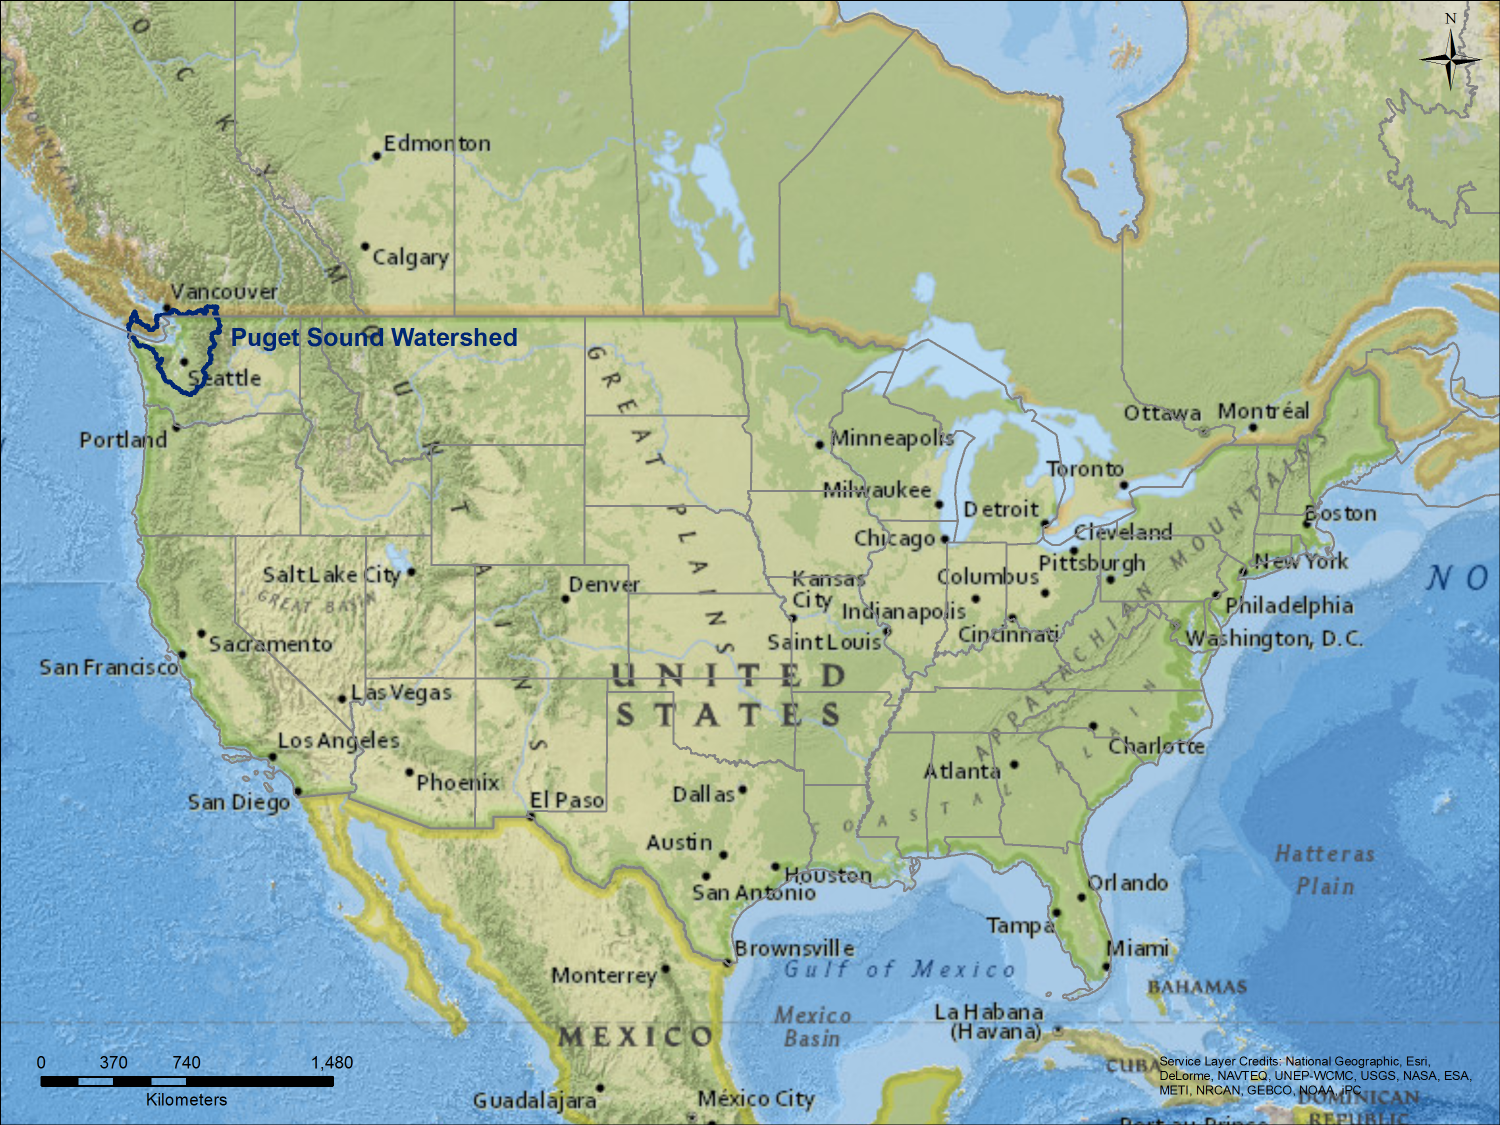 N
ROCKY MOUNTAINS
MOUNTAIN
Edmonton
Calgary
Vancouver
Puget Sound Watershed
Seattle
Portland
GREAT PLAINS
Ottawa
Montréal
Minneapolis
Toronto
Milwaukee
Detroit
Boston
Chicago
Cleveland
Pittsburgh
New York
Salt Lake City
GREAT BASIN
Denver
Kansas
City
Columbus
Indianapolis
Philadelphia
Cincinnati
Saint Louis
Washington, D.C.
NO
Sacramento
San Francisco
UNITED
STATES
Las Vegas
APPALACHIAN MOUNTAINS
Los Angeles
Charlotte
Phoenix
Atlanta
COASTAL PLAIN
San Diego
El Paso
Dallas
Austin
Houston
San Antonio
Hatteras
Plain
Orlando
Tampa
Brownsville
Miami
Gulf of Mexico
Monterrey
BAHAMAS
Mexico
Basin
La Habana
(Havana)
MEXICO
CUBA
0 370 740 1,480
Kilometers
Guadalajara
México City
Service Layer Credits: National Geographic, Esri,
DeLorme, NAVTEQ, UNEP-WCMC, USGS, NASA, ESA,
METI, NRCAN, GEBCO, NOAA, iPC
DOMINICAN
REPUBLIC
Port-au-Prince